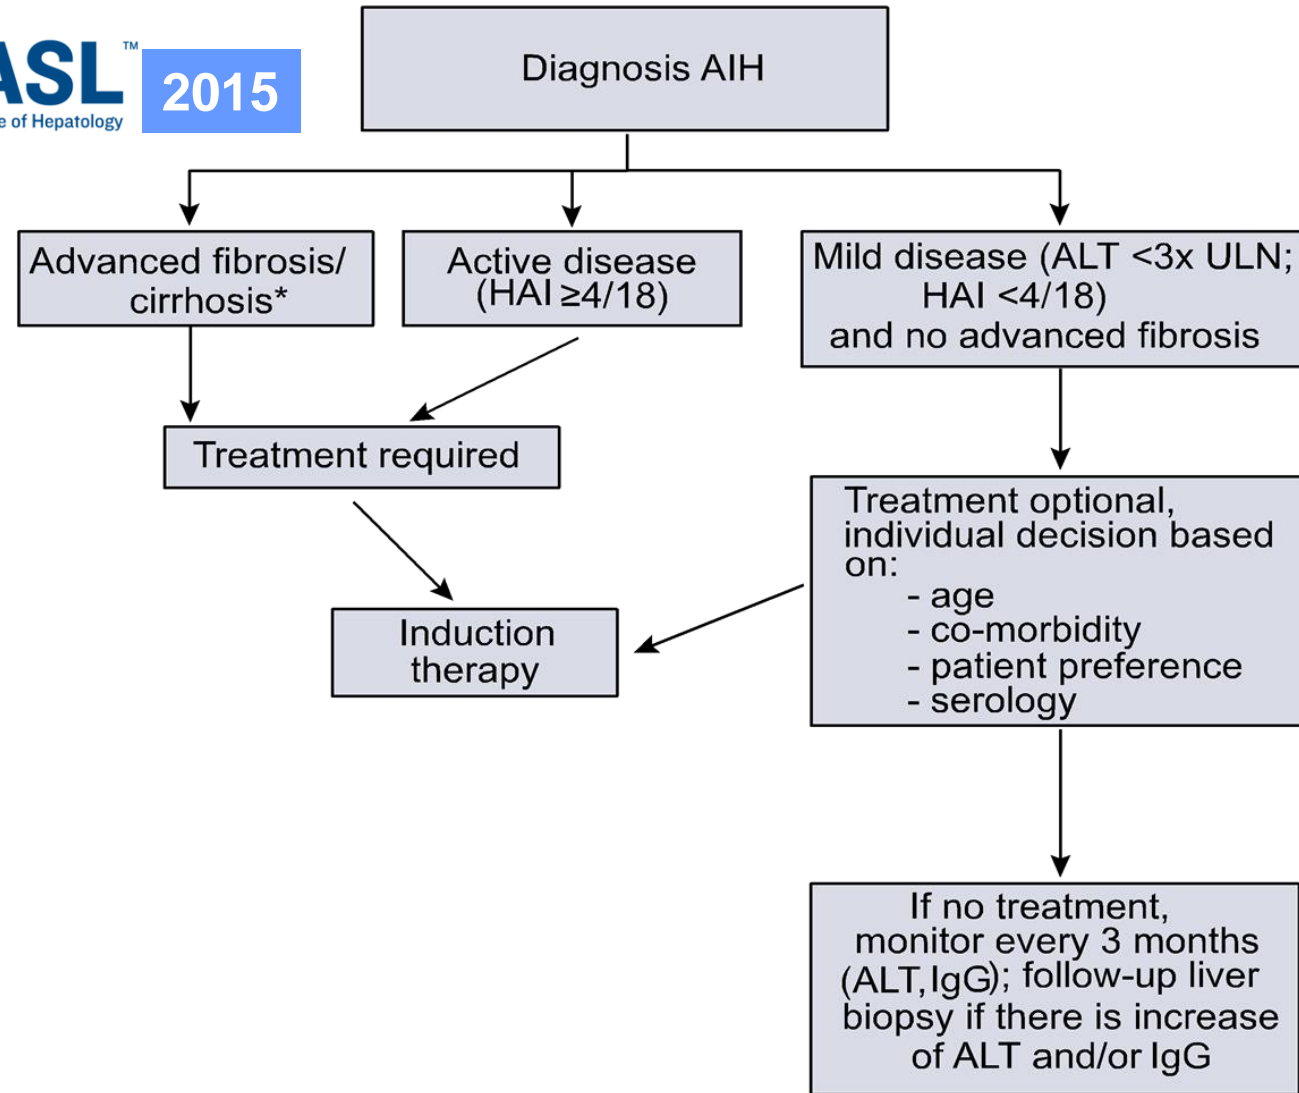 ASL™
e of Hepatology
2015
Diagnosis AIH
Advanced fibrosis/
cirrhosis*
Active disease
(HAI ≥4/18)
Mild disease (ALT <3x ULN;
HAI <4/18)
and no advanced fibrosis
Treatment required
Treatment optional,
individual decision based
on:
- age
- co-morbidity
- patient preference
- serology
Induction
therapy
If no treatment,
monitor every 3 months
(ALT,IgG); follow-up liver
biopsy if there is increase
of ALT and/or IgG